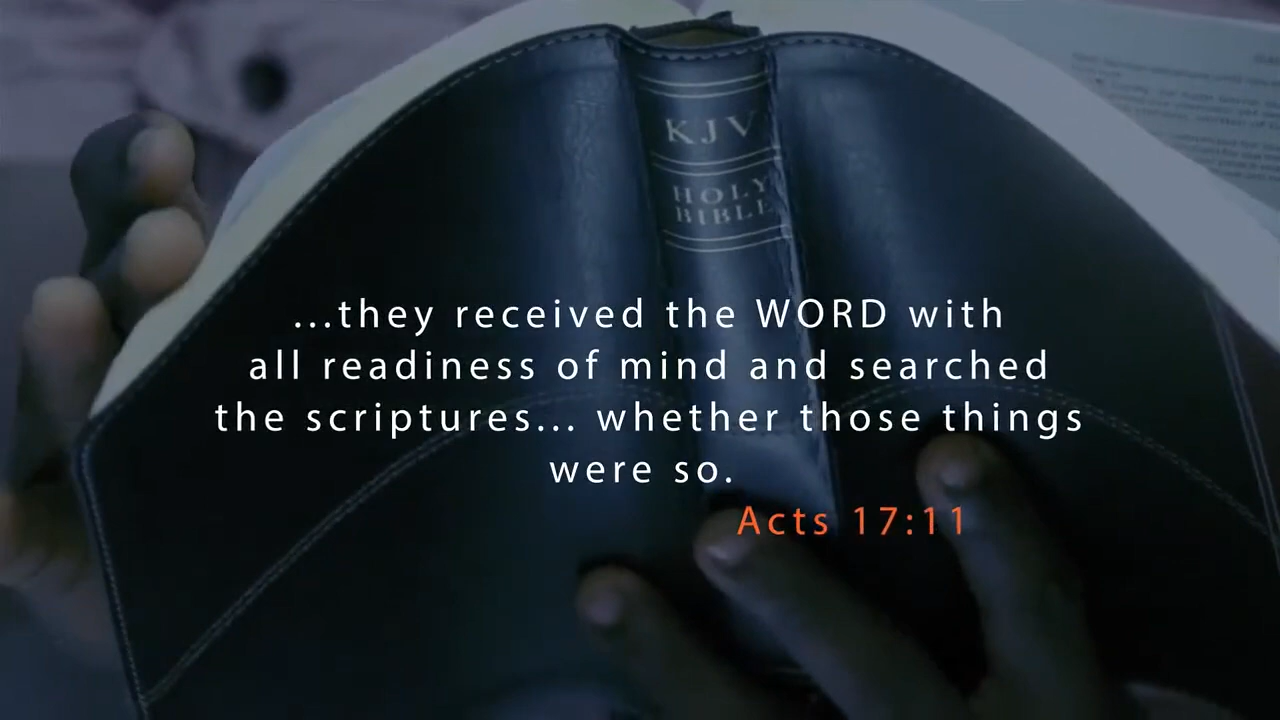 KJV
HOLY
BIBLE
...they received the WORD with
all readiness of mind and searched
the scriptures... whether those things
were so.
Acts 17:11